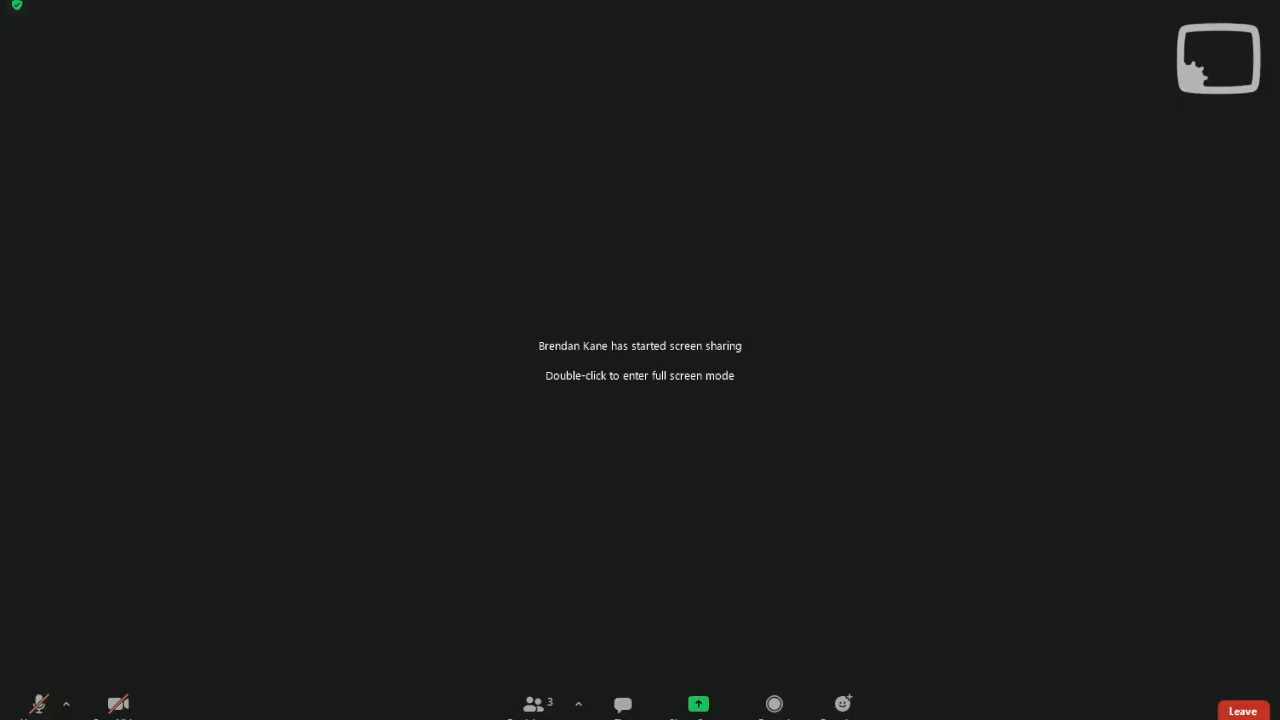 Brendan Kane has started screen sharing
Double-click to enter full screen mode
3
Leave